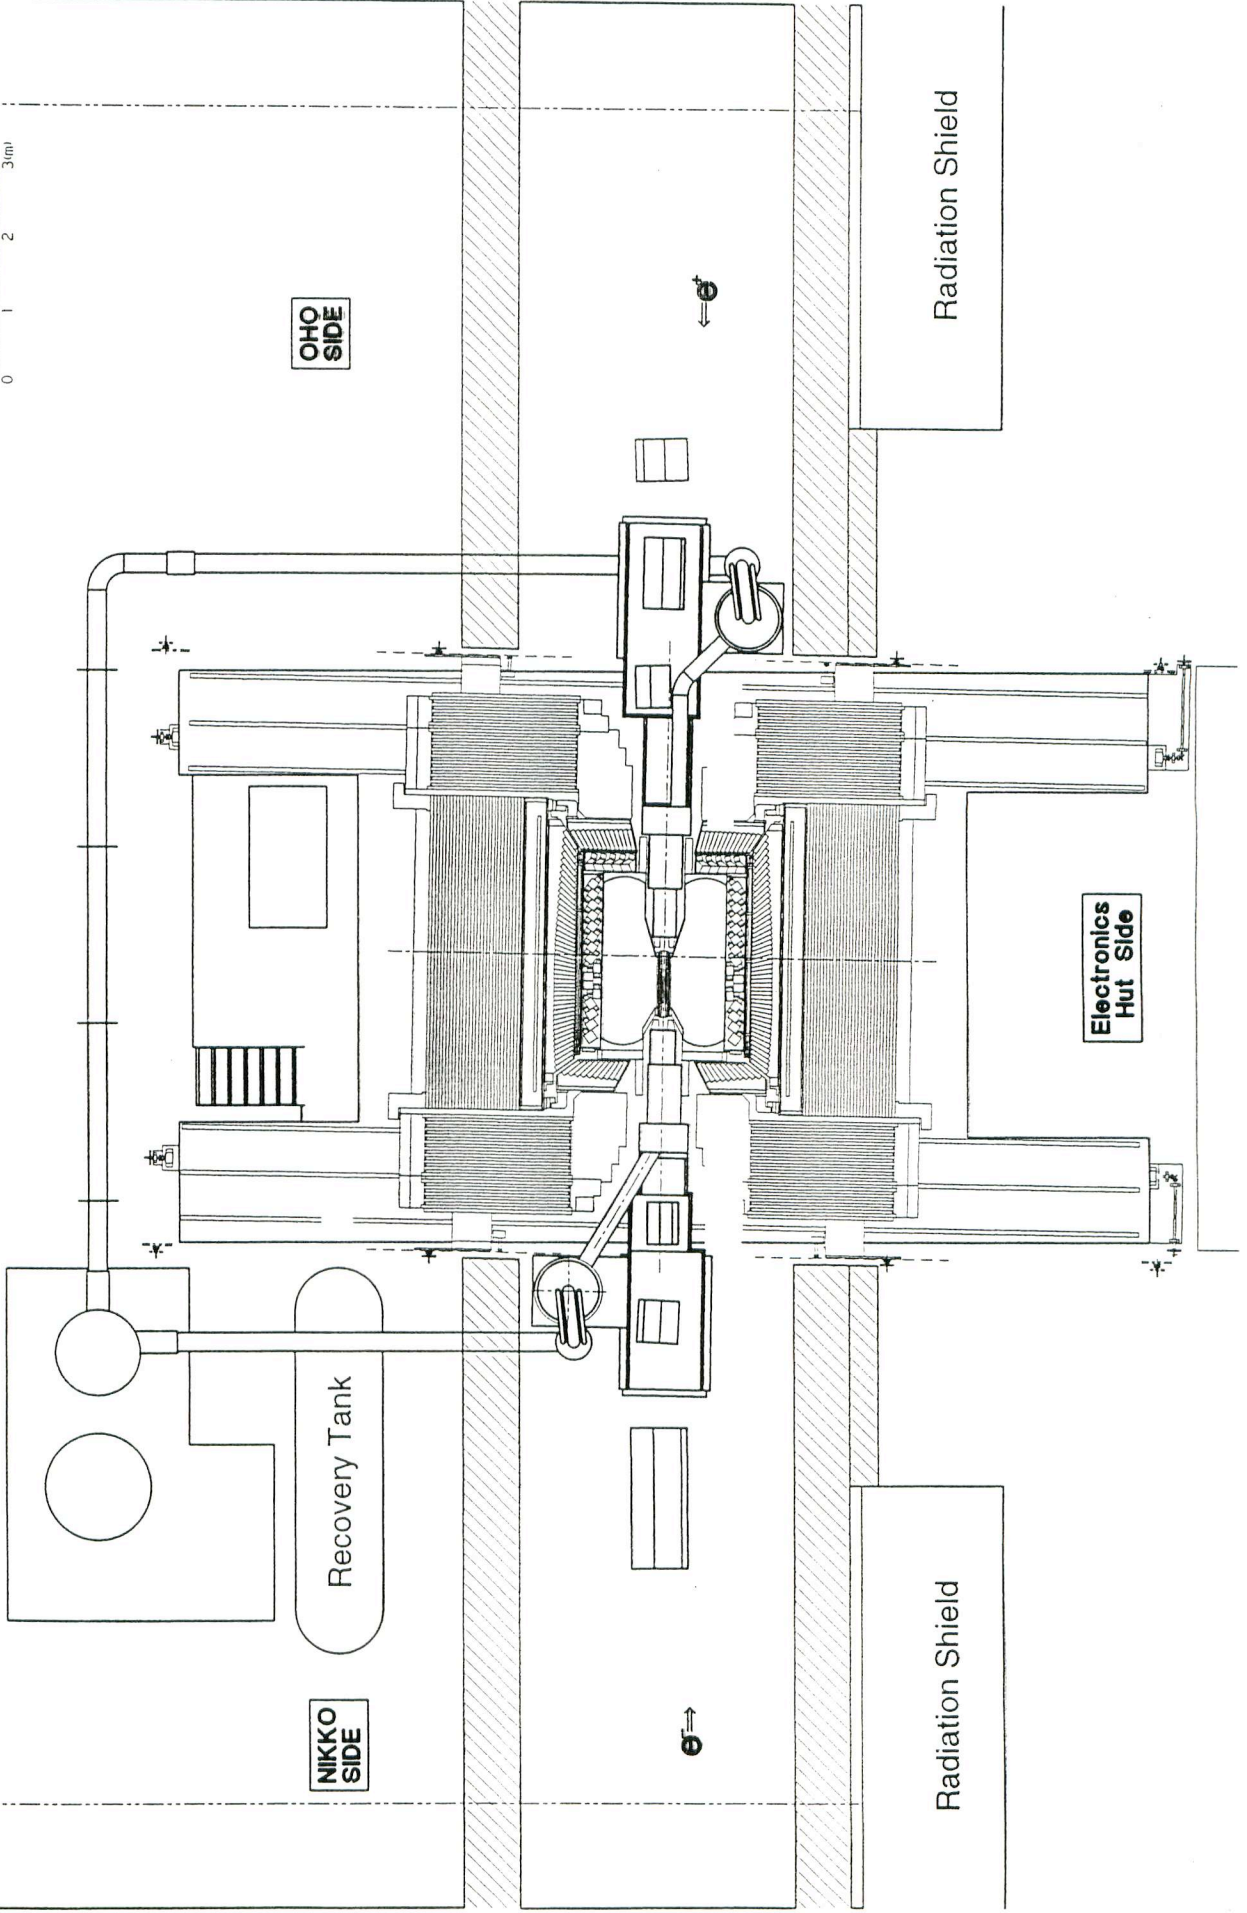 0 1 2 3(m)
NIKKO
SIDE
OHO
SIDE
Recovery Tank
e⁻
e⁺
Radiation Shield
Radiation Shield
Electronics
Hut Side